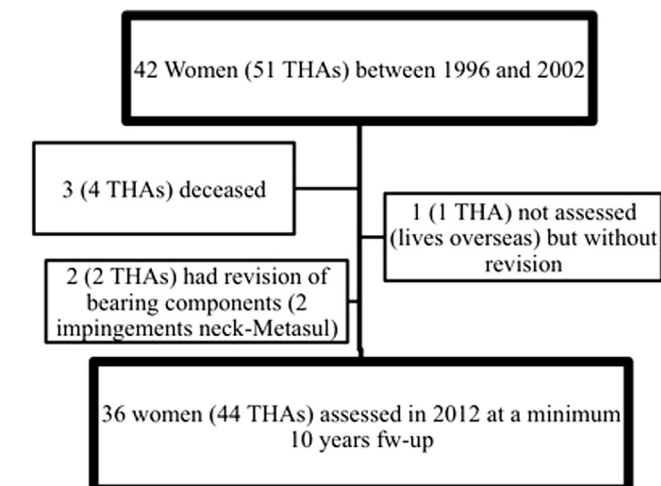 42 Women (51 THAs) between 1996 and 2002
3 (4 THAs) deceased
1 (1 THA) not assessed
(lives overseas) but without
revision
2 (2 THAs) had revision of
bearing components (2
impingements neck-Metasul)
36 women (44 THAs) assessed in 2012 at a minimum
10 years fw-up